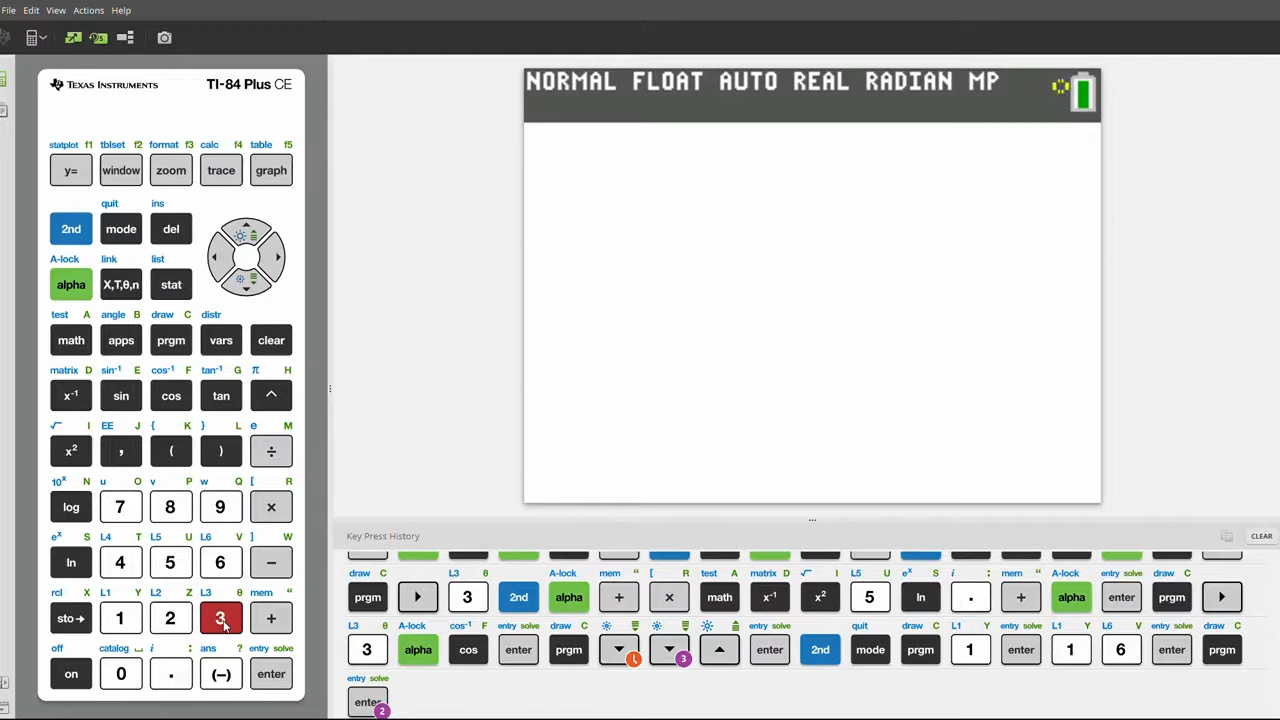 File Edit View Actions Help
TEXAS INSTRUMENTS TI-84 Plus CE
NORMAL FLOAT AUTO REAL RADIAN MP
statplot f1 tblset f2 format f3 calc f4 table f5
y= window zoom trace graph
quit ins
2nd mode del
A-lock link list
alpha X,T,θ,n stat
test A angle B draw C distr
math apps prgm vars clear
matrix D sin⁻¹ E cos⁻¹ F tan⁻¹ G π H
x⁻¹ sin cos tan ^
√ I EE J { K } L e M
x² , ( ) ÷
10ˣ N u O v P w Q [ R
log 7 8 9 ×
eˣ S L4 T L5 U L6 V ] W
ln 4 5 6 −
rcl X L1 Y L2 Z L3 θ mem "
sto→ 1 2 3 +
off catalog ⎵ i : ans ? entry solve
on 0 . (−) enter
Key Press History CLEAR
draw C L3 θ A-lock mem " [ R test A matrix D √ I L5 U eˣ S i : mem " A-lock entry solve draw C
prgm 3 2nd alpha + × math x⁻¹ x² 5 ln . + alpha enter prgm
L3 θ A-lock cos⁻¹ F entry solve draw C entry solve quit draw C L1 Y entry solve L1 Y L6 V entry solve draw C
3 alpha cos enter prgm 3 enter 2nd mode prgm 1 enter 1 6 enter prgm
entry solve
enter 2